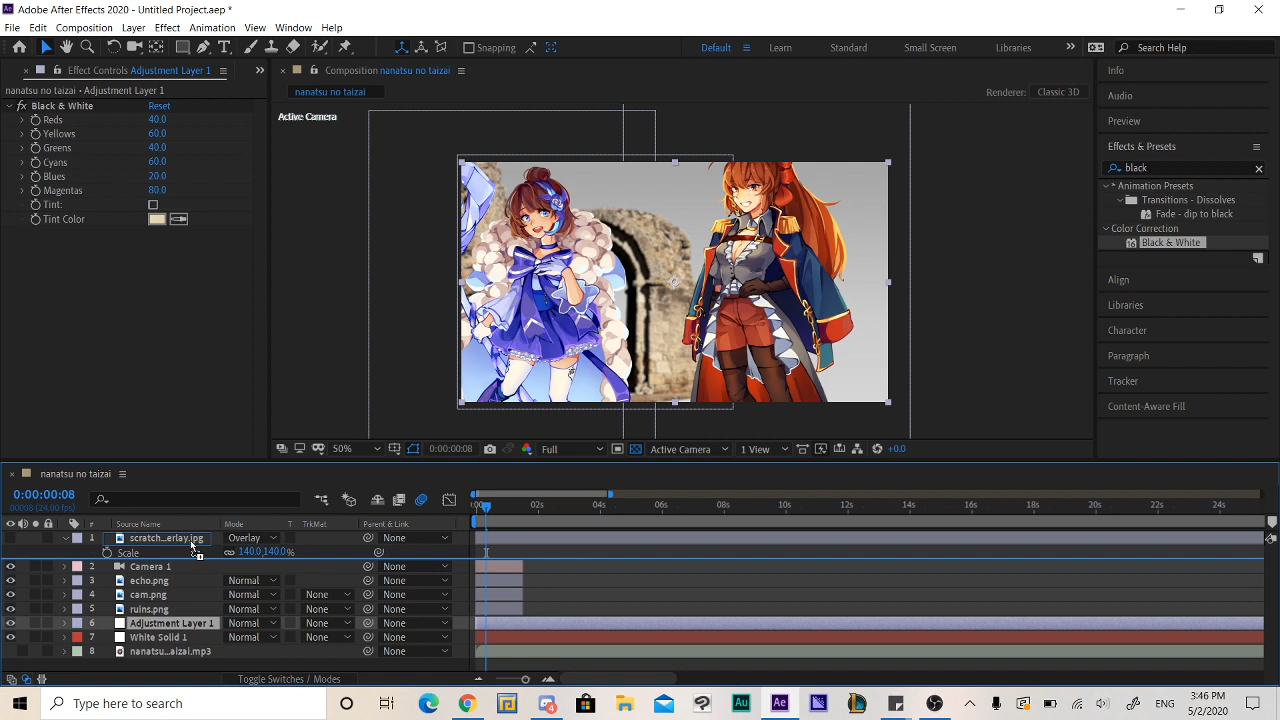 Adobe After Effects 2020 - Untitled Project.aep *
File Edit Composition Layer Effect Animation View Window Help
Snapping
Default Learn Standard Small Screen Libraries Search Help
Effect Controls Adjustment Layer 1
nanatsu no taizai • Adjustment Layer 1
fx Black & White Reset
Reds 40.0
Yellows 60.0
Greens 40.0
Cyans 60.0
Blues 20.0
Magentas 80.0
Tint:
Tint Color
Composition nanatsu no taizai
nanatsu no taizai
Renderer: Classic 3D
Active Camera
50% 0:00:00:08 Full Active Camera 1 View +0.0
Info
Audio
Preview
Effects & Presets
black
* Animation Presets
Transitions - Dissolves
Fade - dip to black
Color Correction
Black & White
Align
Libraries
Character
Paragraph
Tracker
Content-Aware Fill
nanatsu no taizai
0:00:00:08
00008 (24.00 fps)
02s 04s 06s 08s 10s 12s 14s 16s 18s 20s 22s 24s
# Source Name Mode T TrkMat Parent & Link
1 scratch...erlay.jpg Overlay None
Scale 140.0,140.0%
2 Camera 1 None
3 echo.png Normal None
4 cam.png Normal None None
5 ruins.png Normal None None
6 Adjustment Layer 1 Normal None None
7 White Solid 1 Normal None None
8 nanatsu...aizai.mp3 None
Toggle Switches / Modes
Type here to search
4
Au
Ae
3:46 PM
5/2/2020